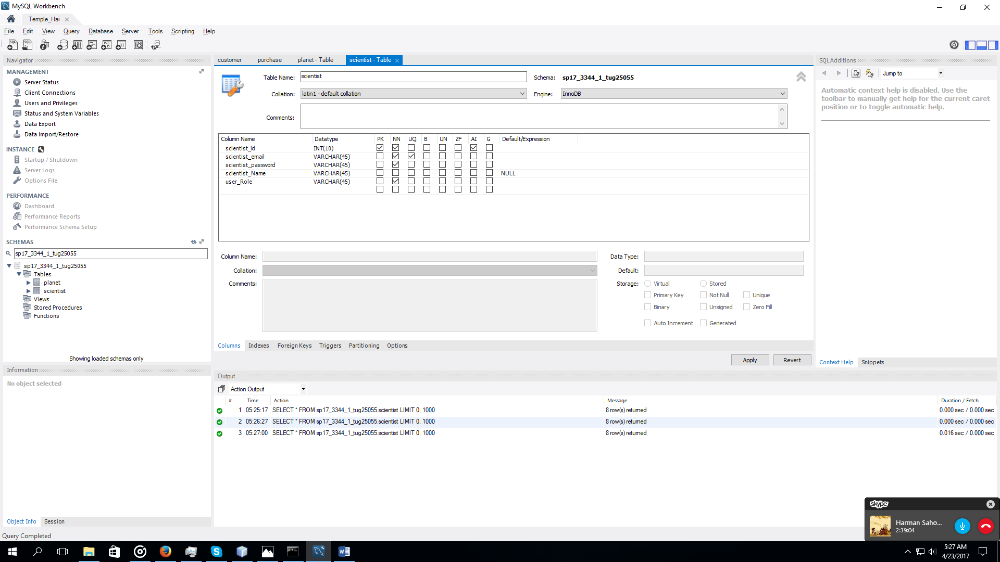 MySQL Workbench
Temple_Hai
File Edit View Query Database Server Tools Scripting Help
Navigator
MANAGEMENT
Server Status
Client Connections
Users and Privileges
Status and System Variables
Data Export
Data Import/Restore
INSTANCE
Startup / Shutdown
Server Logs
Options File
PERFORMANCE
Dashboard
Performance Reports
Performance Schema Setup
SCHEMAS
sp17_3344_1_tug25055
sp17_3344_1_tug25055
Tables
planet
scientist
Views
Stored Procedures
Functions
Showing loaded schemas only
Information
No object selected
Object Info Session
Query Completed
customer purchase planet - Table scientist - Table
Table Name: scientist Schema: sp17_3344_1_tug25055
Collation: latin1 - default collation Engine: InnoDB
Comments:
Column Name Datatype PK NN UQ B UN ZF AI G Default/Expression
scientist_id INT(10)
scientist_email VARCHAR(45)
scientist_password VARCHAR(45)
scientist_Name VARCHAR(45) NULL
user_Role VARCHAR(45)
Column Name: Data Type:
Collation: Default:
Comments: Storage: Virtual Stored
Primary Key Not Null Unique
Binary Unsigned Zero Fill
Auto Increment Generated
Columns Indexes Foreign Keys Triggers Partitioning Options
Apply Revert
Output
Action Output
# Time Action Message Duration / Fetch
1 05:25:17 SELECT * FROM sp17_3344_1_tug25055.scientist LIMIT 0, 1000 8 row(s) returned 0.000 sec / 0.000 sec
2 05:26:27 SELECT * FROM sp17_3344_1_tug25055.scientist LIMIT 0, 1000 8 row(s) returned 0.000 sec / 0.000 sec
3 05:27:00 SELECT * FROM sp17_3344_1_tug25055.scientist LIMIT 0, 1000 8 row(s) returned 0.016 sec / 0.000 sec
SQLAdditions
Jump to
Automatic context help is disabled. Use the
toolbar to manually get help for the current caret
position or to toggle automatic help.
Context Help Snippets
skype
Harman Saho...
2:39:04
5:27 AM
4/23/2017